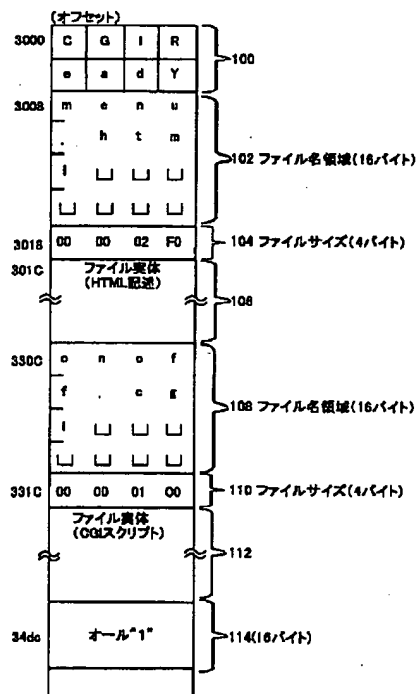 (オフセット)
3000 C G I R
e a d Y 100
3008 m e n u
. h t m
l ␣ ␣ ␣ 102 ファイル名領域(16バイト)
␣ ␣ ␣ ␣
3018 00 00 02 F0 104 ファイルサイズ(4バイト)
301C ファイル実体
(HTML記述)
108
330C o n o f
f . c g 108 ファイル名領域(16バイト)
i ␣ ␣ ␣
␣ ␣ ␣ ␣
331C 00 00 01 00 110 ファイルサイズ(4バイト)
ファイル実体
(CGIスクリプト) 112
34dc オール"1" 114(16バイト)